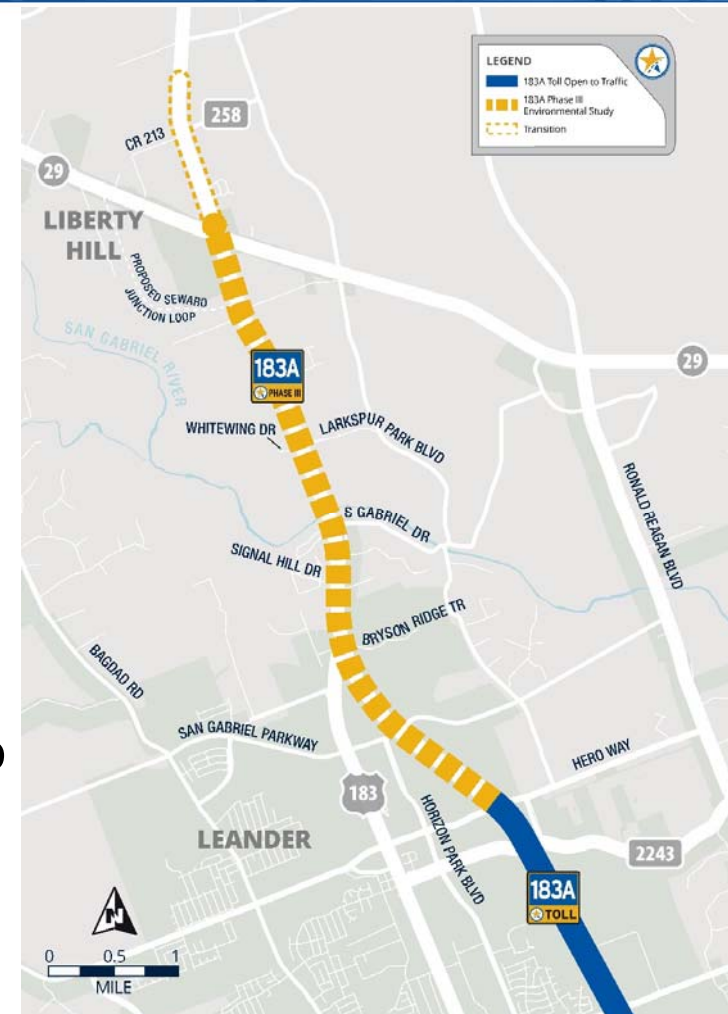 LEGEND
183A Toll Open to Traffic
183A Phase III
Environmental Study
Transition
258
CR 213
29
LIBERTY
HILL
PROPOSED SEWARD
JUNCTION LOOP
SAN GABRIEL
RIVER
183A
PHASE III
29
WHITEWING DR
LARKSPUR PARK BLVD
RONALD REAGAN BLVD
S GABRIEL DR
SIGNAL HILL DR
BRYSON RIDGE TR
BAGDAD RD
SAN GABRIEL PARKWAY
HERO WAY
183
HORIZON PARK BLVD
LEANDER
2243
183A
TOLL
N
0 0.5 1
MILE